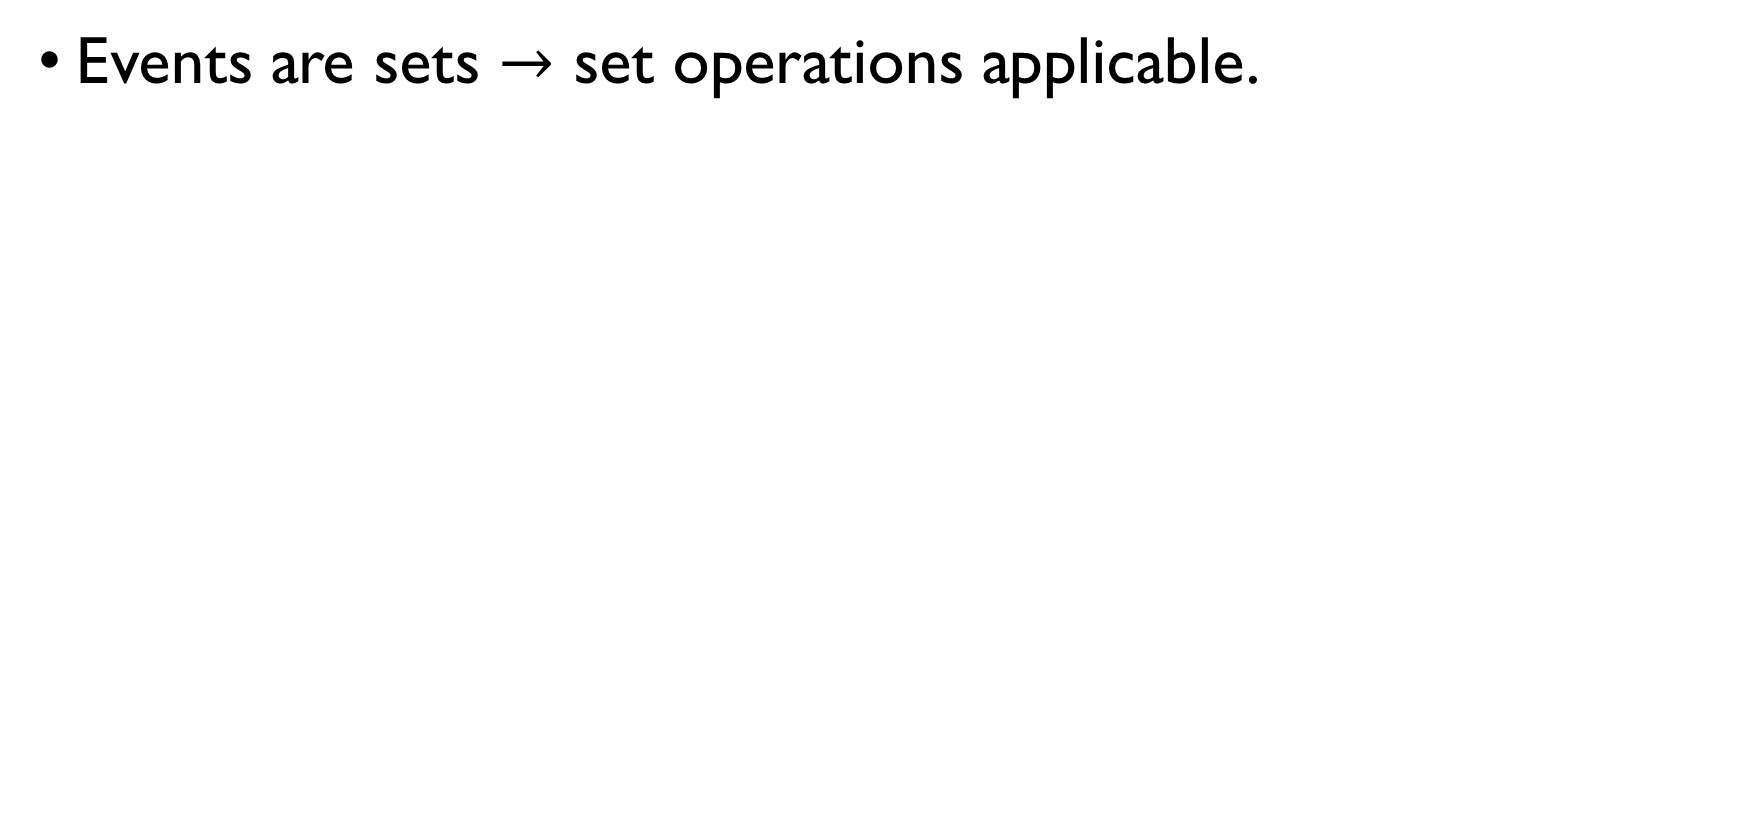 • Events are sets → set operations applicable.